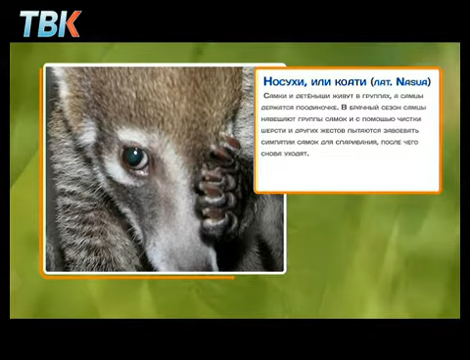 ТВК
Носухи, или коати (лат. Nasua)
Самки и детёныши живут в группах, а самцы
держатся поодиночке. В брачный сезон самцы
навещают группы самок и с помощью чистки
шерсти и других жестов пытаются завоевать
симпатии самок для спаривания, после чего
снова уходят.